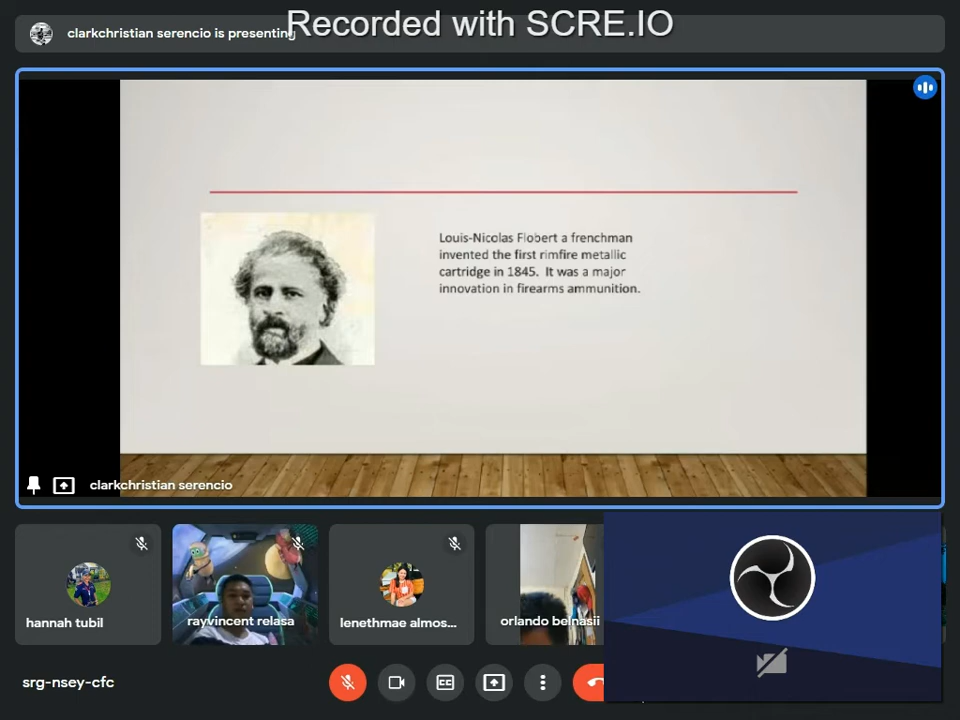 Recorded with SCRE.IO
clarkchristian serencio is presenting
Louis-Nicolas Flobert a frenchman
invented the first rimfire metallic
cartridge in 1845. It was a major
innovation in firearms ammunition.
clarkchristian serencio
hannah tubil
rayvincent relasa
lenethmae almos...
orlando belnasii
srg-nsey-cfc